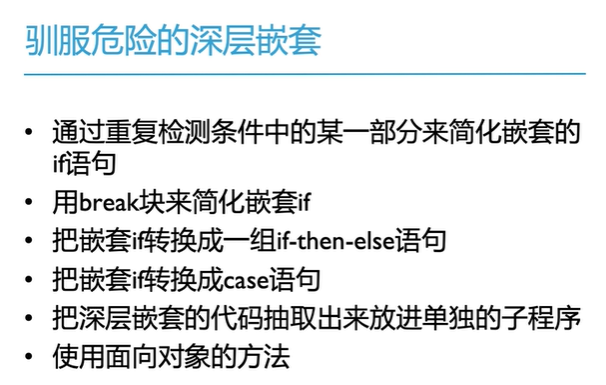 驯服危险的深层嵌套
• 通过重复检测条件中的某一部分来简化嵌套的
if语句
• 用break块来简化嵌套if
• 把嵌套if转换成一组if-then-else语句
• 把嵌套if转换成case语句
• 把深层嵌套的代码抽取出来放进单独的子程序
• 使用面向对象的方法